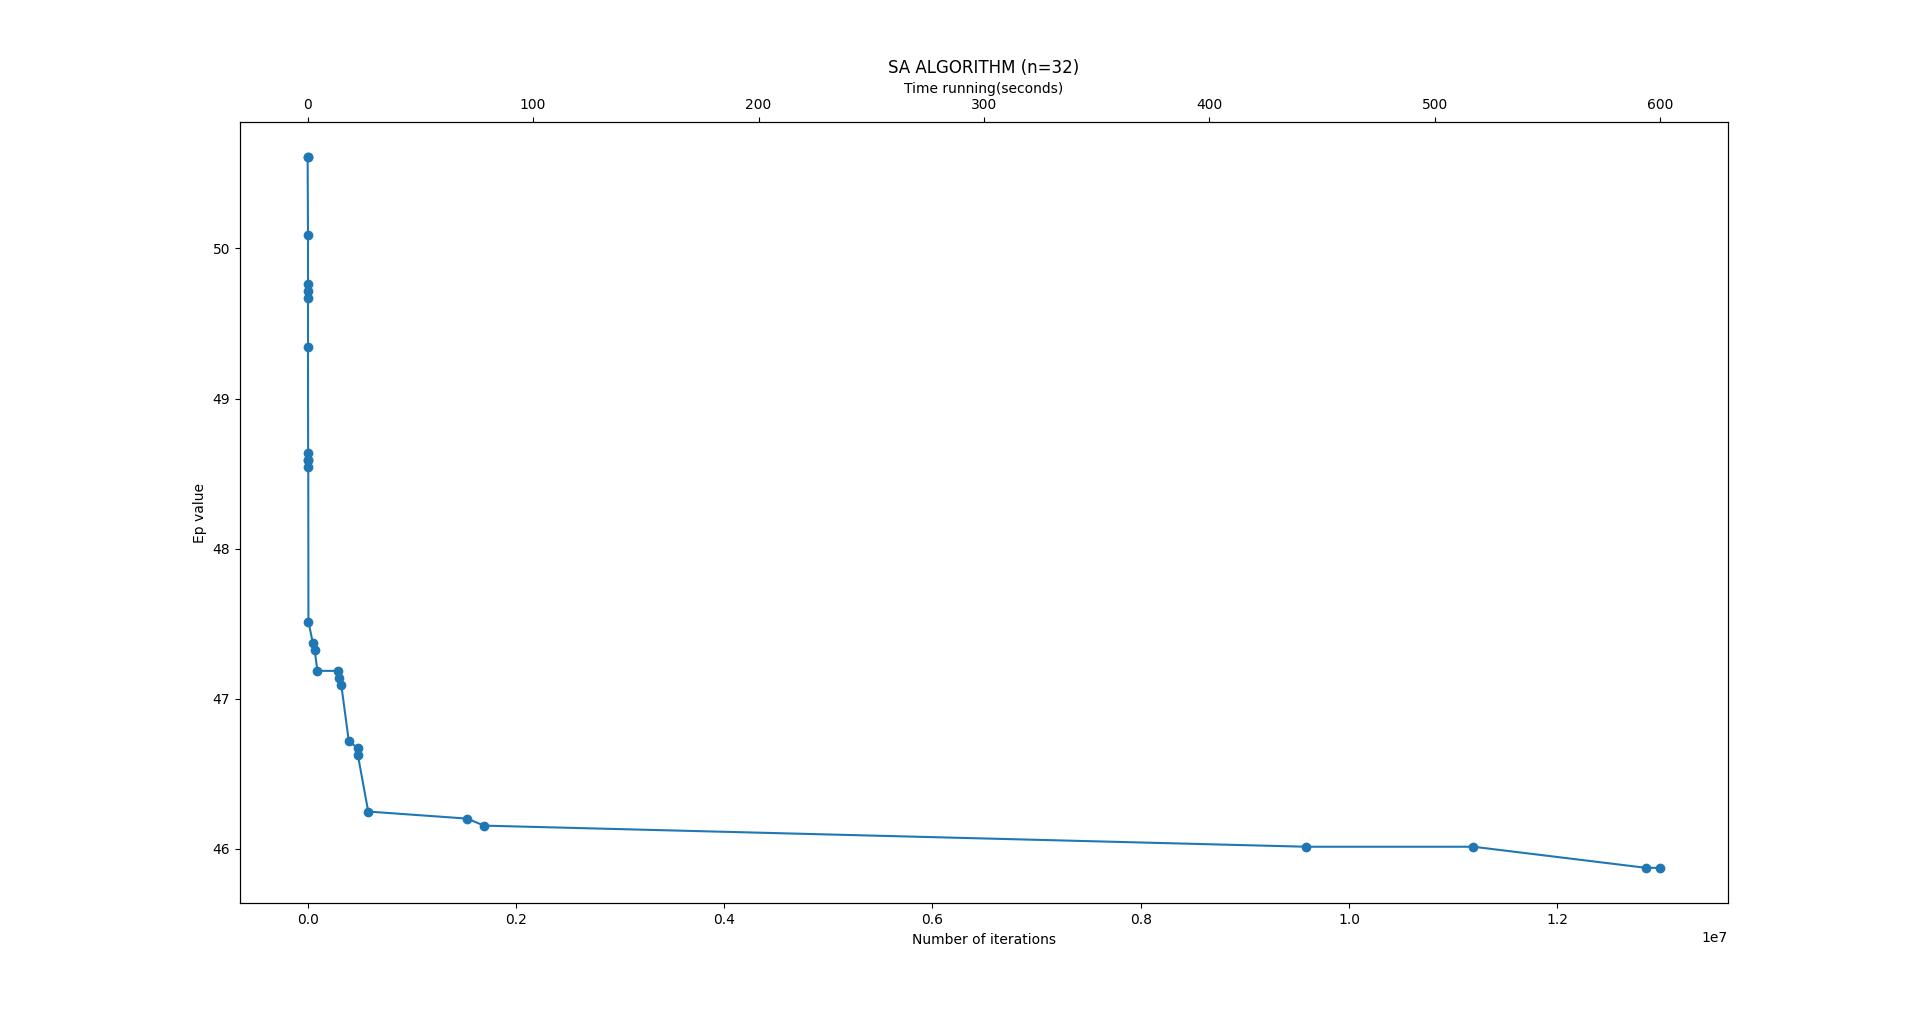 SA ALGORITHM (n=32)
Time running(seconds)
0 100 200 300 400 500 600
50
49
48
47
46
Ep value
0.0 0.2 0.4 0.6 0.8 1.0 1.2
Number of iterations
1e7